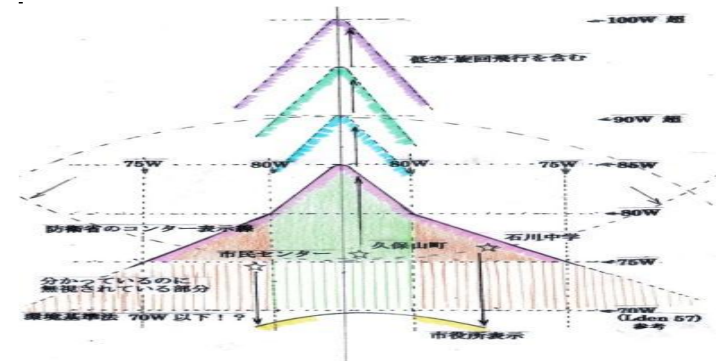 100W 超
低空・旋回飛行を含む
90W 超
75W 80W 80W 75W 85W
80W
防衛省のコンター表示線
石川中学
久保山町
市民センター
75W
分かっているのに
無視されている部分
70W
(Lden 57)
参考
環境基準法 70W 以下！？
市役所表示